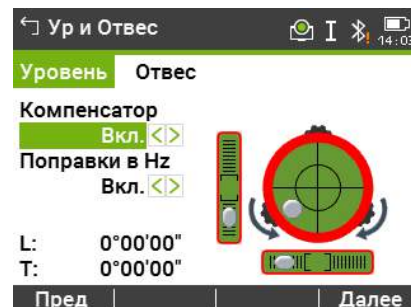 Ур и Отвес
I
14:03
Уровень Отвес
Компенсатор
Вкл.
Поправки в Hz
Вкл.
L: 0°00'00"
T: 0°00'00"
Пред Далее